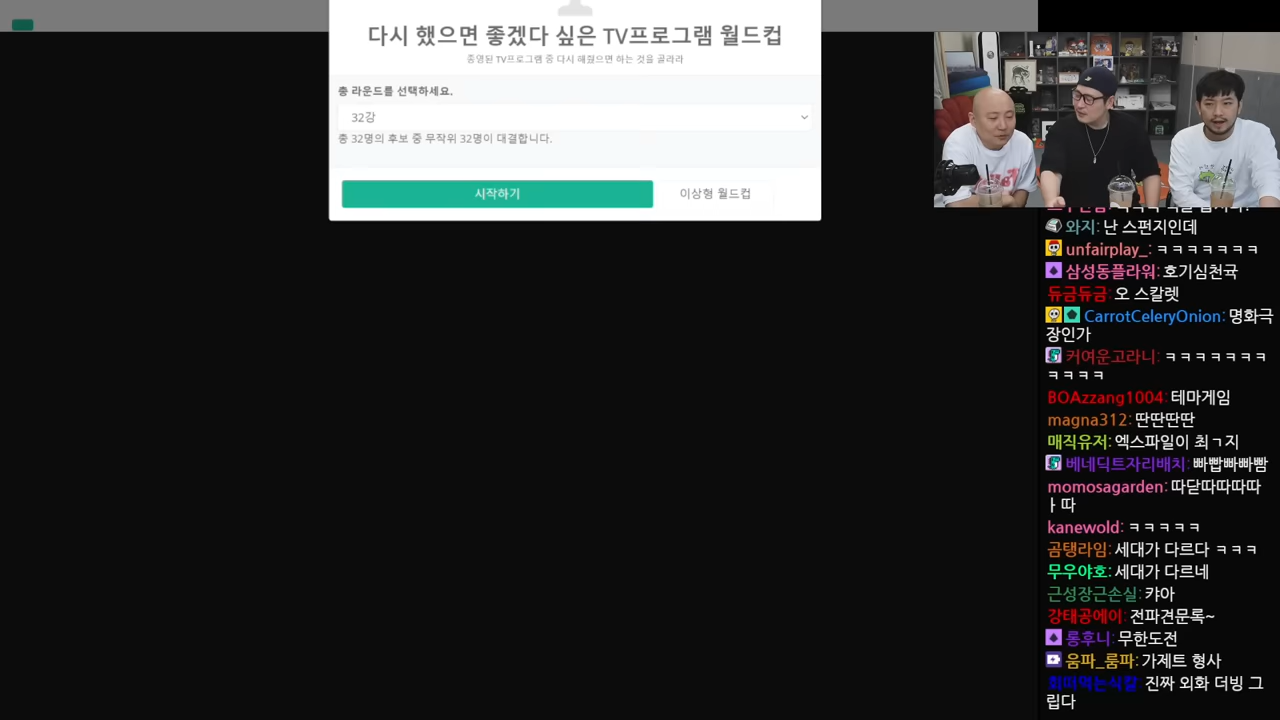 다시 했으면 좋겠다 싶은 TV프로그램 월드컵
종영된 TV프로그램 중 다시 해줬으면 하는 것을 골라라
총 라운드를 선택하세요.
32강
총 32명의 후보 중 무작위 32명이 대결합니다.
시작하기
이상형 월드컵
와지: 난 스펀지인데
unfairplay_: ㅋㅋㅋㅋㅋㅋㅋ
삼성동플라워: 호기심천국
듀금듀금: 오 스칼렛
CarrotCeleryOnion: 명화극
장인가
커여운고라니: ㅋㅋㅋㅋㅋㅋㅋ
ㅋㅋㅋㅋ
BOAzzang1004: 테마게임
magna312: 딴딴딴딴
매직유저: 엑스파일이 최ㄱ지
베네딕트자리배치: 빠빱빠빠빰
momosagarden: 따닫따따따따
ㅏ따
kanewold: ㅋㅋㅋㅋㅋ
곰탱라임: 세대가 다르다 ㅋㅋㅋ
무우야호: 세대가 다르네
근성장근손실: 캬아
강태공에이: 전파견문록~
롱후니: 무한도전
움파_룸파: 가제트 형사
회떠먹는식칼: 진짜 외화 더빙 그
립다